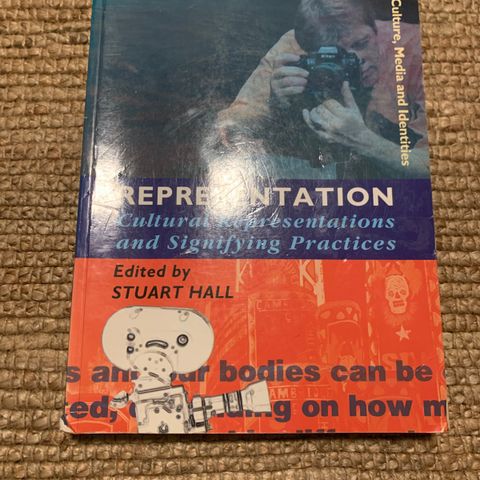 Culture, Media and Identities
REPRESENTATION
Cultural Representations
and Signifying Practices
Edited by
STUART HALL
bodies can be
on how m